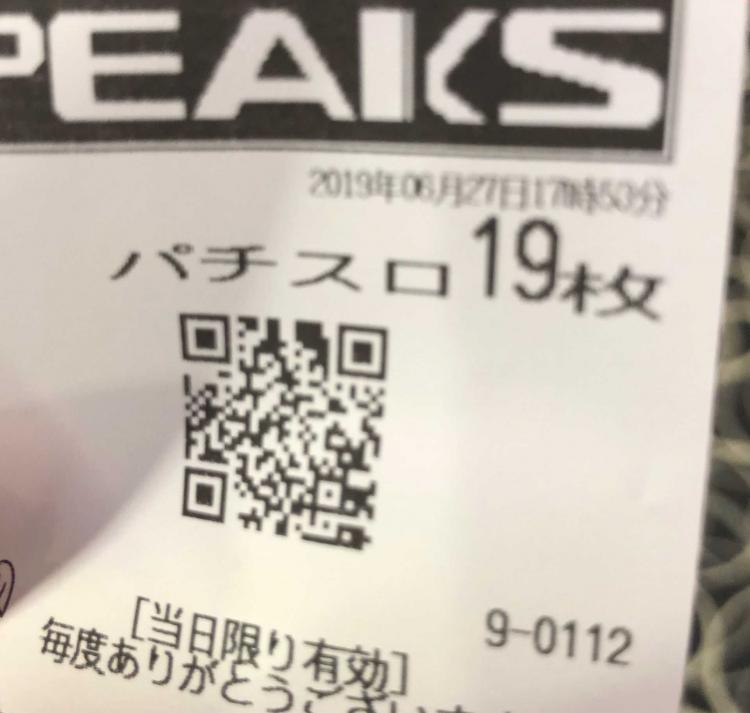 PEAKS
2019年06月27日17時53分
パチスロ 19枚
9-0112
[当日限り有効]
毎度ありがとうござい